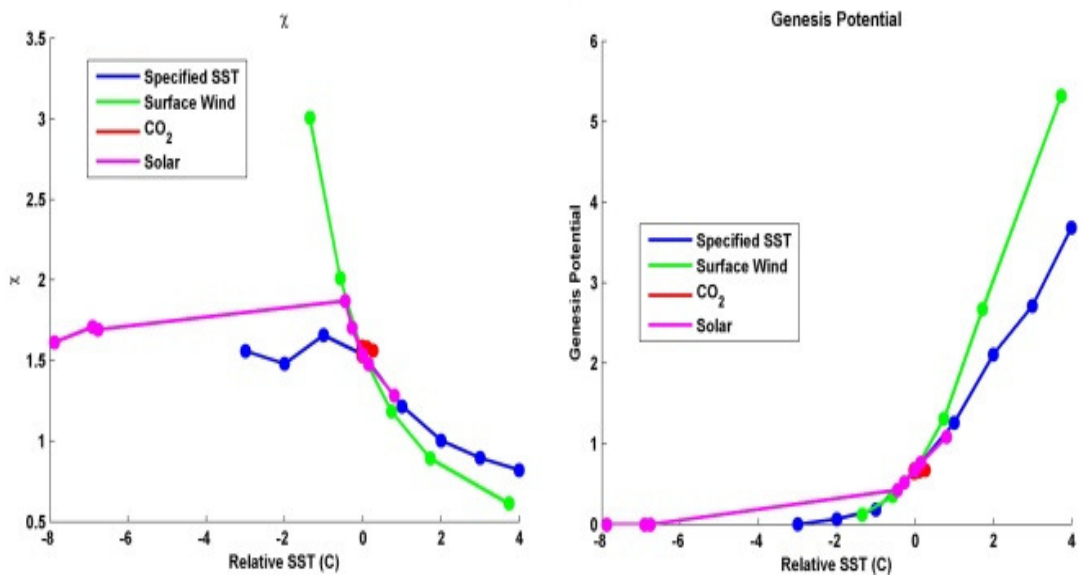 χ
3.5
3
2.5
2
1.5
1
0.5
χ
-8 -6 -4 -2 0 2 4
Relative SST (C)
Specified SST
Surface Wind
CO2
Solar
Genesis Potential
6
5
4
3
2
1
0
Genesis Potential
-8 -6 -4 -2 0 2 4
Relative SST (C)
Specified SST
Surface Wind
CO2
Solar